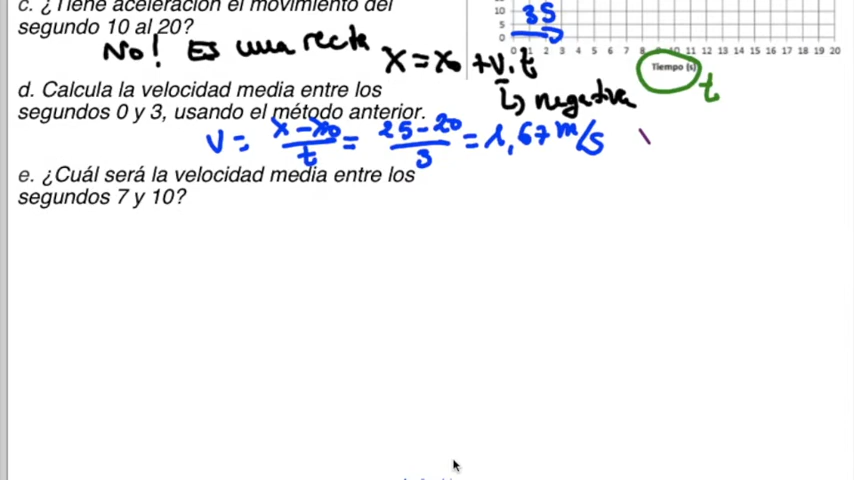 c. ¿Tiene aceleración el movimiento del
segundo 10 al 20?
No! Es una recta
x = x₀ + v.t
↳ negativa
10
5
0
3s
0 1 2 3 4 5 6 7 8 9 10 11 12 13 14 15 16 17 18 19 20
Tiempo (s)
t
d. Calcula la velocidad media entre los
segundos 0 y 3, usando el método anterior.
v = x - x₀ / t = 25 - 20 / 3 = 1,67 m/s
e. ¿Cuál será la velocidad media entre los
segundos 7 y 10?